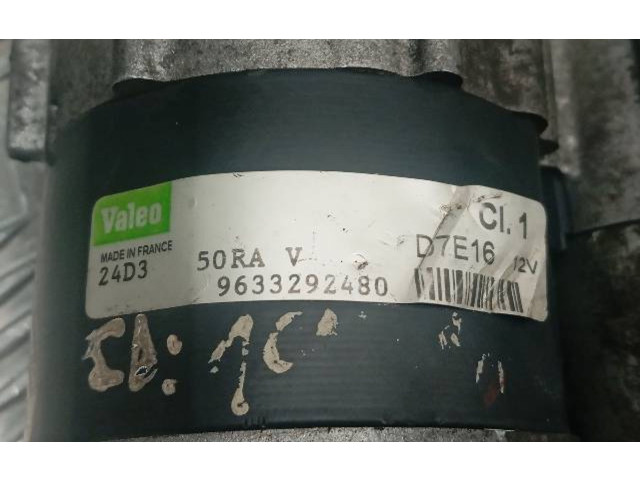 Valeo
MADE IN FRANCE
24D3
50RA V
9633292480
Cl. 1
D7E16 12V